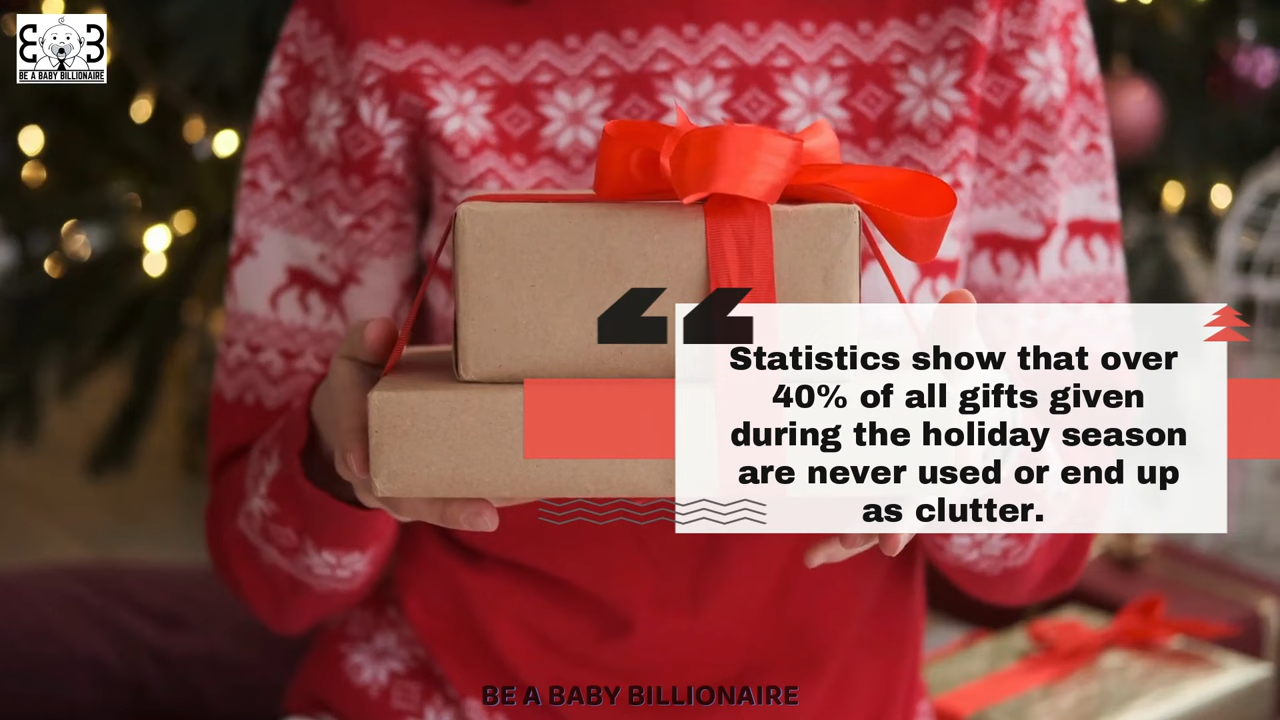 BE A BABY BILLIONAIRE
Statistics show that over
40% of all gifts given
during the holiday season
are never used or end up
as clutter.
BE A BABY BILLIONAIRE